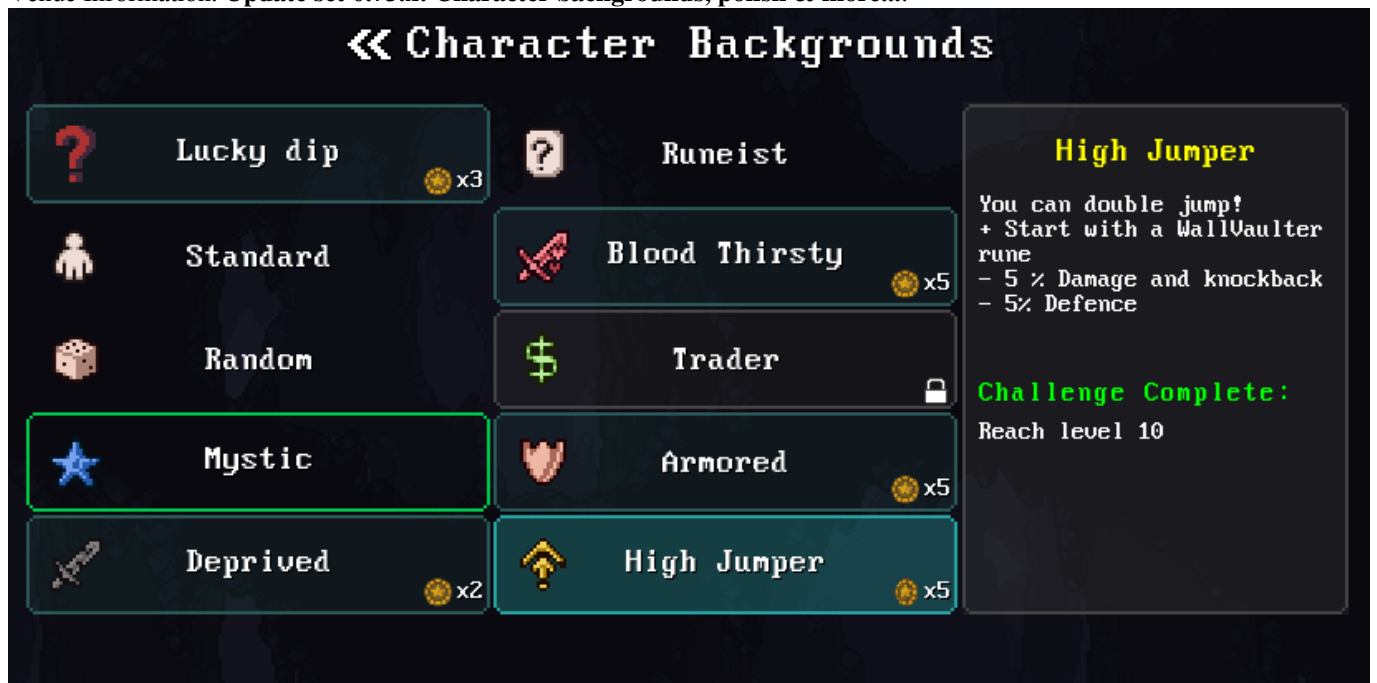 « Character Backgrounds
Lucky dip
x3
Standard
Random
Mystic
Deprived
x2
? Runeist
Blood Thirsty
x5
$ Trader
Armored
x5
High Jumper
x5
High Jumper
You can double jump!
+ Start with a WallVaulter
rune
- 5 % Damage and knockback
- 5% Defence
Challenge Complete:
Reach level 10